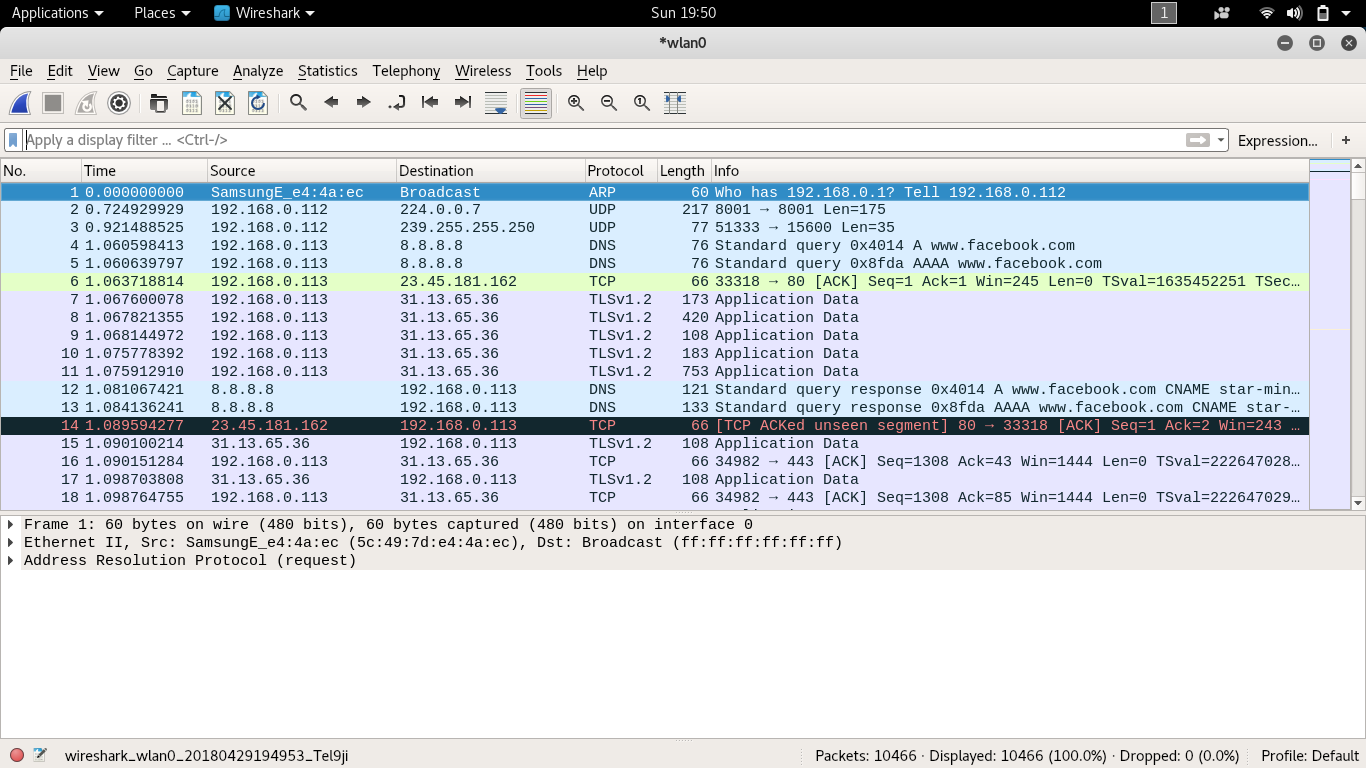 Applications Places Wireshark Sun 19:50 1
*wlan0
File Edit View Go Capture Analyze Statistics Telephony Wireless Tools Help
Apply a display filter ... <Ctrl-/> Expression... +
No. Time Source Destination Protocol Length Info
1 0.000000000 SamsungE_e4:4a:ec Broadcast ARP 60 Who has 192.168.0.1? Tell 192.168.0.112
2 0.724929929 192.168.0.112 224.0.0.7 UDP 217 8001 → 8001 Len=175
3 0.921488525 192.168.0.112 239.255.255.250 UDP 77 51333 → 15600 Len=35
4 1.060598413 192.168.0.113 8.8.8.8 DNS 76 Standard query 0x4014 A www.facebook.com
5 1.060639797 192.168.0.113 8.8.8.8 DNS 76 Standard query 0x8fda AAAA www.facebook.com
6 1.063718814 192.168.0.113 23.45.181.162 TCP 66 33318 → 80 [ACK] Seq=1 Ack=1 Win=245 Len=0 TSval=1635452251 TSec…
7 1.067600078 192.168.0.113 31.13.65.36 TLSv1.2 173 Application Data
8 1.067821355 192.168.0.113 31.13.65.36 TLSv1.2 420 Application Data
9 1.068144972 192.168.0.113 31.13.65.36 TLSv1.2 108 Application Data
10 1.075778392 192.168.0.113 31.13.65.36 TLSv1.2 183 Application Data
11 1.075912910 192.168.0.113 31.13.65.36 TLSv1.2 753 Application Data
12 1.081067421 8.8.8.8 192.168.0.113 DNS 121 Standard query response 0x4014 A www.facebook.com CNAME star-min…
13 1.084136241 8.8.8.8 192.168.0.113 DNS 133 Standard query response 0x8fda AAAA www.facebook.com CNAME star-…
14 1.089594277 23.45.181.162 192.168.0.113 TCP 66 [TCP ACKed unseen segment] 80 → 33318 [ACK] Seq=1 Ack=2 Win=243 …
15 1.090100214 31.13.65.36 192.168.0.113 TLSv1.2 108 Application Data
16 1.090151284 192.168.0.113 31.13.65.36 TCP 66 34982 → 443 [ACK] Seq=1308 Ack=43 Win=1444 Len=0 TSval=222647028…
17 1.098703808 31.13.65.36 192.168.0.113 TLSv1.2 108 Application Data
18 1.098764755 192.168.0.113 31.13.65.36 TCP 66 34982 → 443 [ACK] Seq=1308 Ack=85 Win=1444 Len=0 TSval=222647029…
Frame 1: 60 bytes on wire (480 bits), 60 bytes captured (480 bits) on interface 0
Ethernet II, Src: SamsungE_e4:4a:ec (5c:49:7d:e4:4a:ec), Dst: Broadcast (ff:ff:ff:ff:ff:ff)
Address Resolution Protocol (request)
wireshark_wlan0_20180429194953_Tel9ji Packets: 10466 · Displayed: 10466 (100.0%) · Dropped: 0 (0.0%) Profile: Default